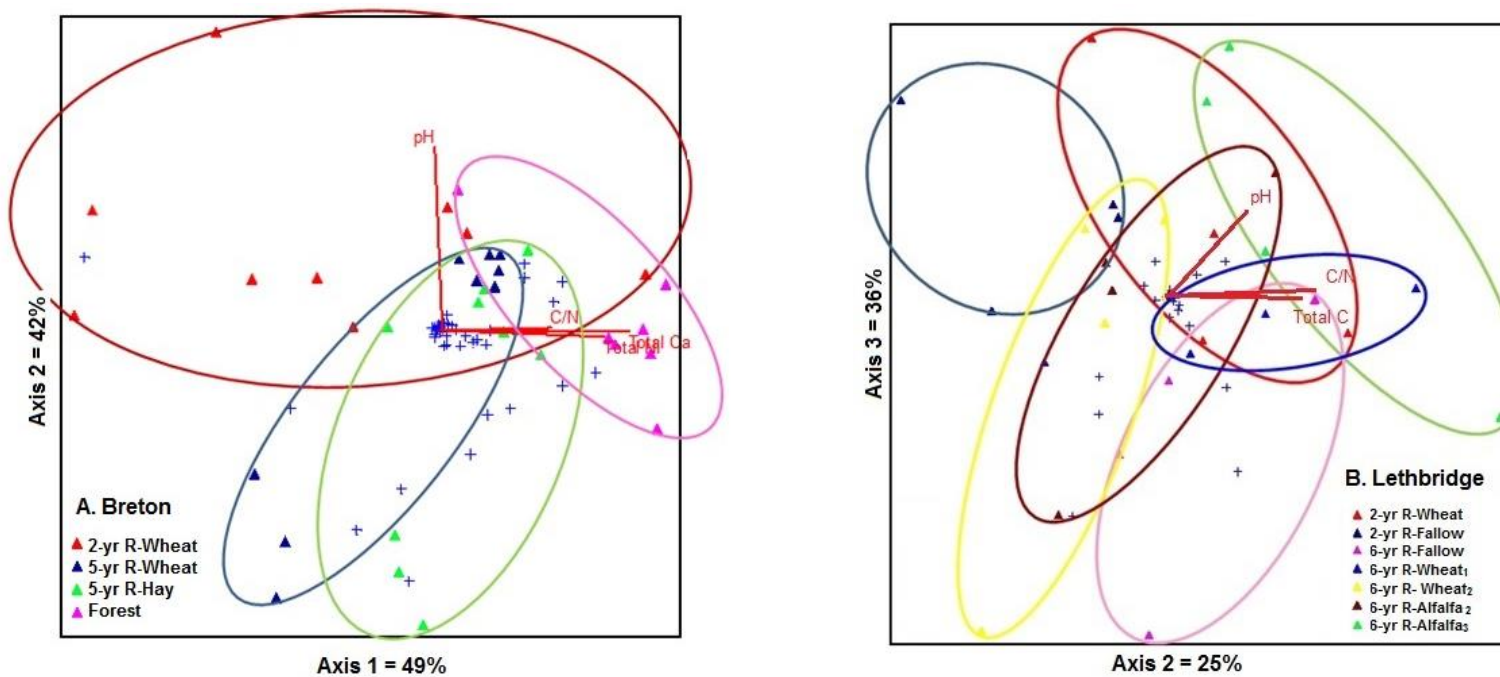 pH
C/N
Total Ca
Axis 2 = 42%
A. Breton
2-yr R-Wheat
5-yr R-Wheat
5-yr R-Hay
Forest
Axis 1 = 49%
pH
C/N
Total C
Axis 3 = 36%
B. Lethbridge
2-yr R-Wheat
2-yr R-Fallow
6-yr R-Fallow
6-yr R-Wheat₁
6-yr R- Wheat₂
6-yr R-Alfalfa₂
6-yr R-Alfalfa₃
Axis 2 = 25%